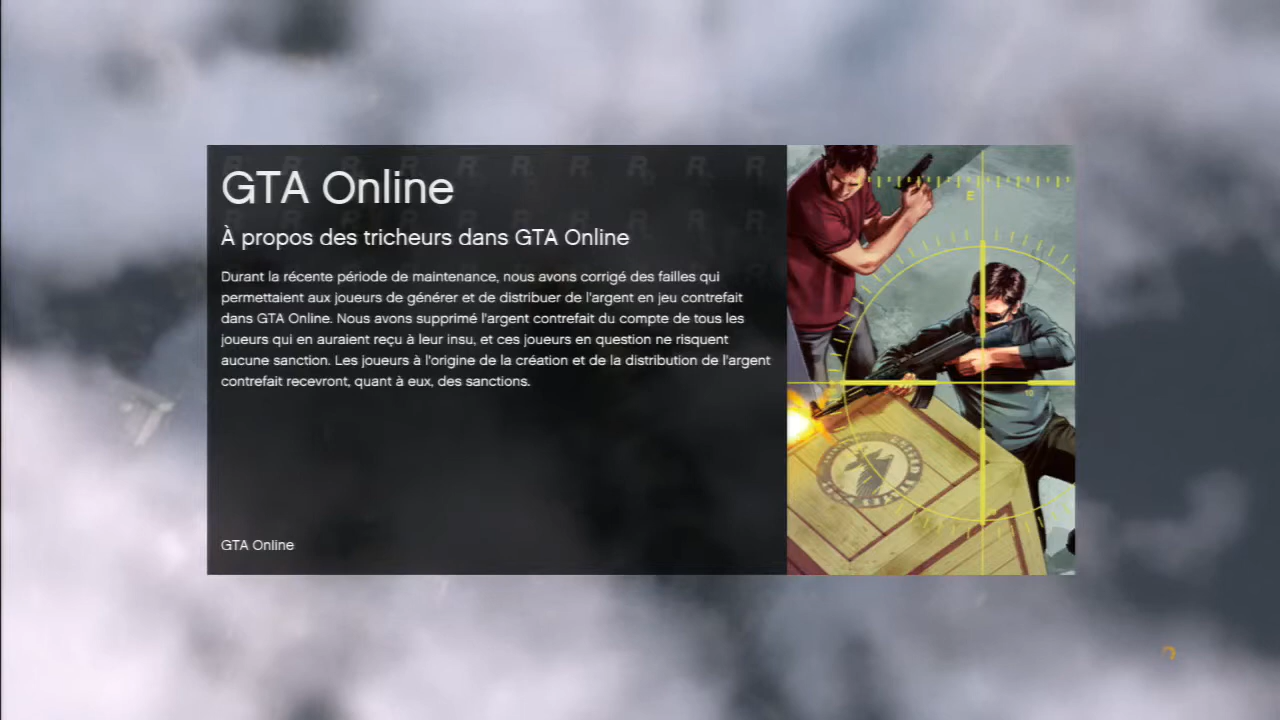 GTA Online
À propos des tricheurs dans GTA Online
Durant la récente période de maintenance, nous avons corrigé des failles qui
permettaient aux joueurs de générer et de distribuer de l'argent en jeu contrefait
dans GTA Online. Nous avons supprimé l'argent contrefait du compte de tous les
joueurs qui en auraient reçu à leur insu, et ces joueurs en question ne risquent
aucune sanction. Les joueurs à l'origine de la création et de la distribution de l'argent
contrefait recevront, quant à eux, des sanctions.
GTA Online
10